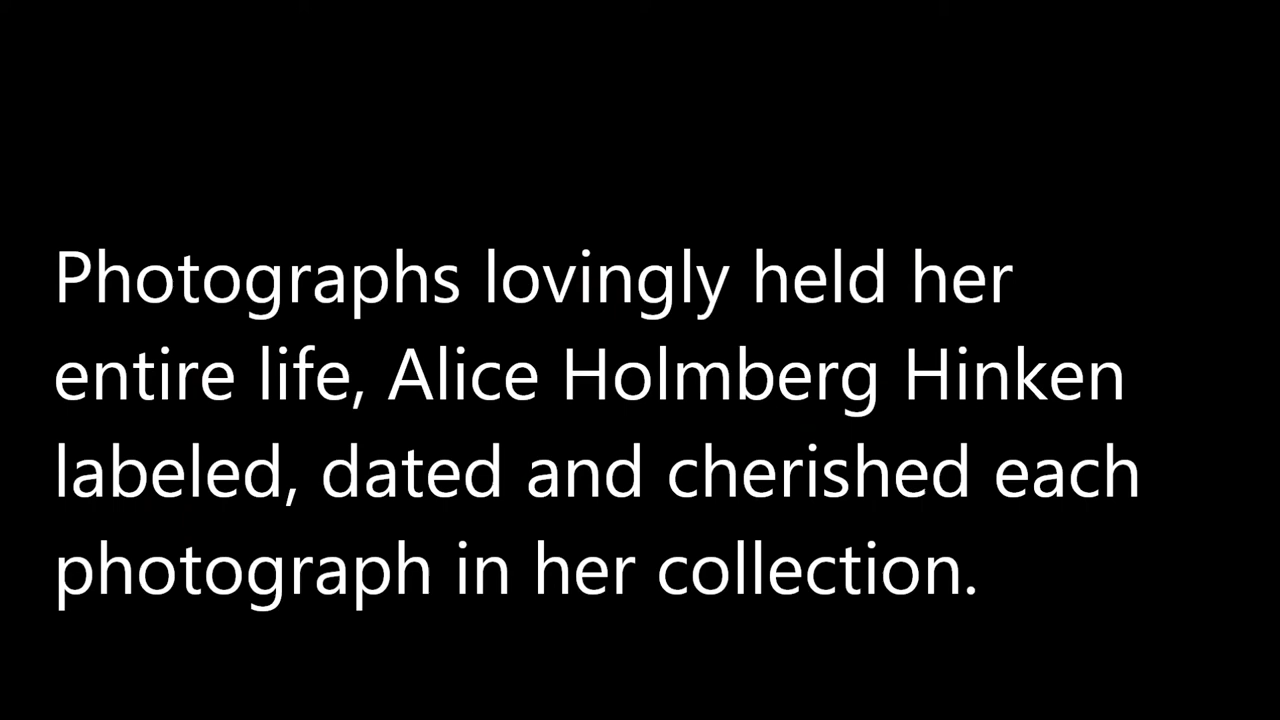 Photographs lovingly held her
entire life, Alice Holmberg Hinken
labeled, dated and cherished each
photograph in her collection.